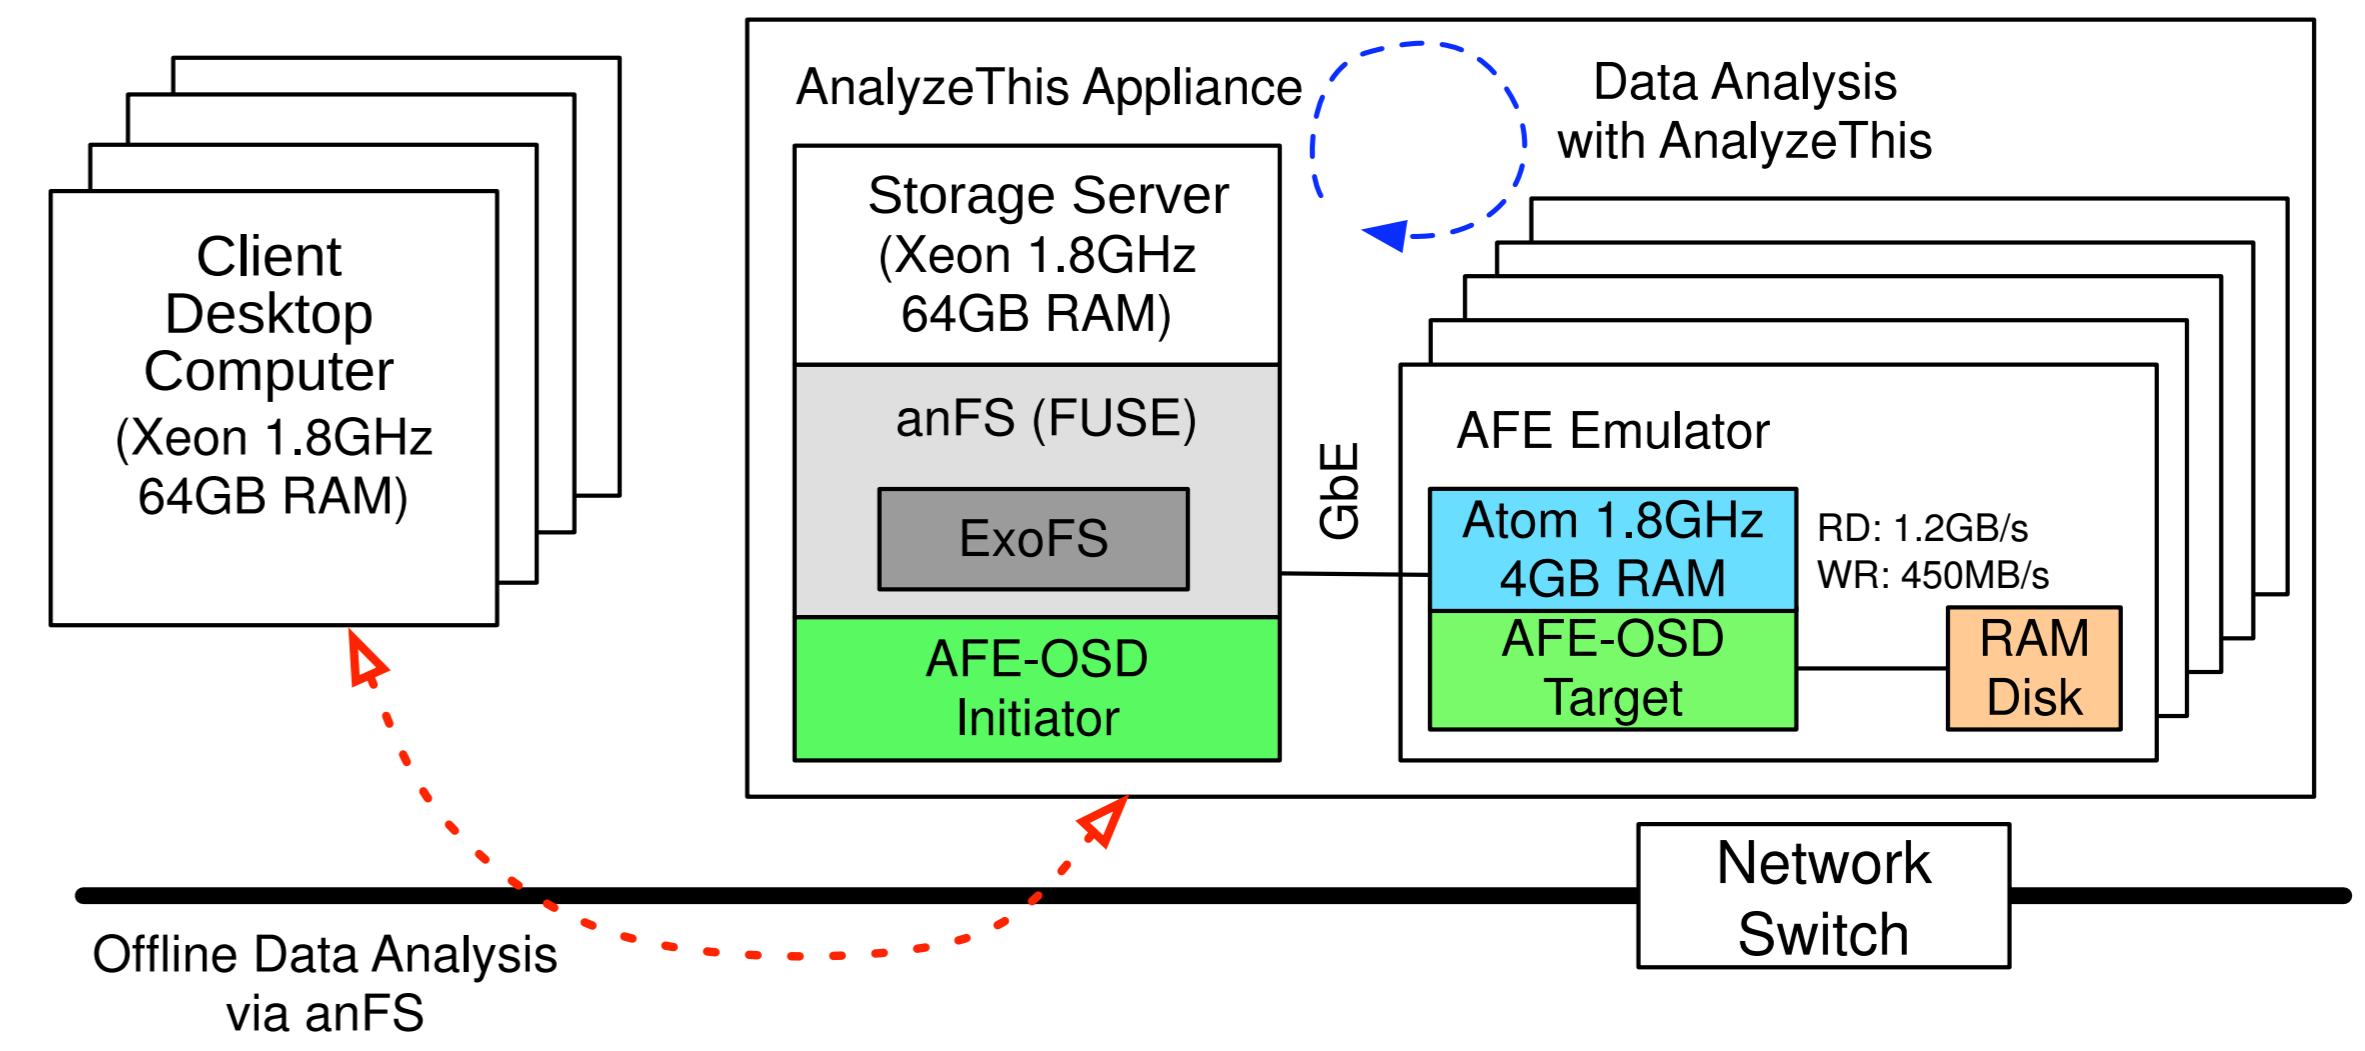 Client
Desktop
Computer
(Xeon 1.8GHz
64GB RAM)
AnalyzeThis Appliance
Data Analysis
with AnalyzeThis
Storage Server
(Xeon 1.8GHz
64GB RAM)
anFS (FUSE)
ExoFS
AFE-OSD
Initiator
GbE
AFE Emulator
Atom 1.8GHz
4GB RAM
RD: 1.2GB/s
WR: 450MB/s
AFE-OSD
Target
RAM
Disk
Network
Switch
Offline Data Analysis
via anFS